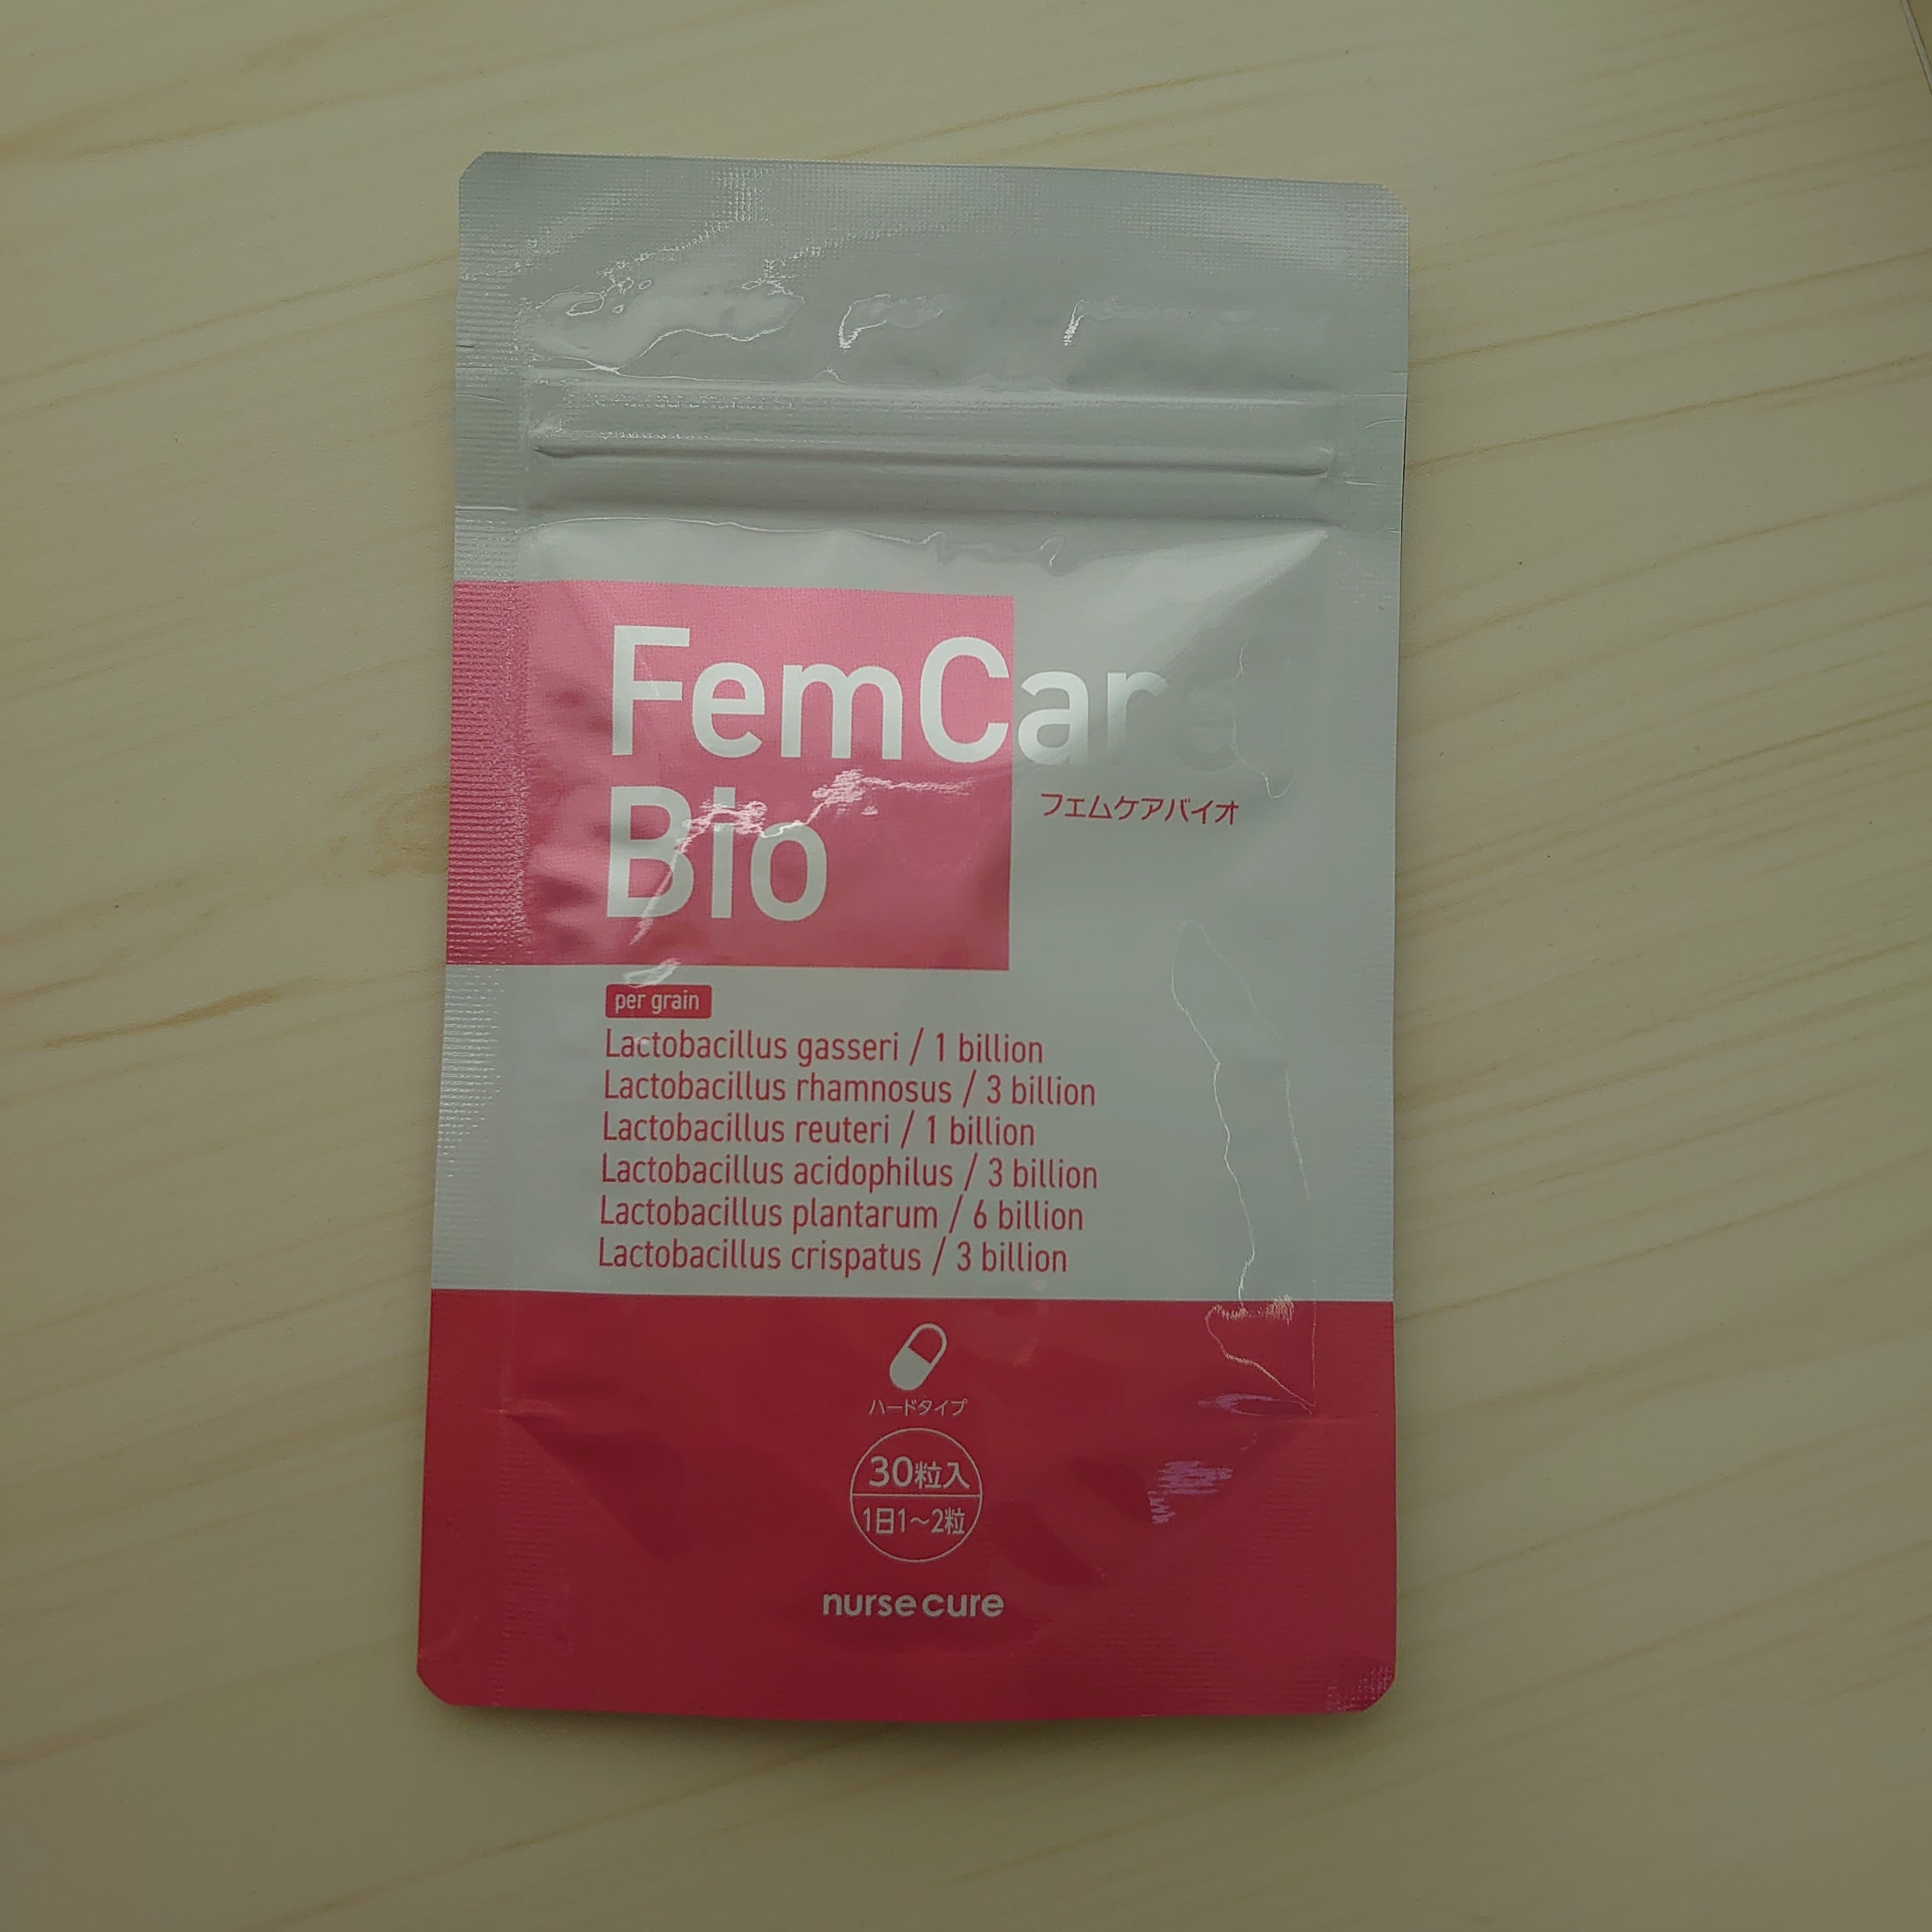 FemCare
Bio
フェムケアバイオ
per grain
Lactobacillus gasseri / 1 billion
Lactobacillus rhamnosus / 3 billion
Lactobacillus reuteri / 1 billion
Lactobacillus acidophilus / 3 billion
Lactobacillus plantarum / 6 billion
Lactobacillus crispatus / 3 billion
ハードタイプ
30粒入
1日1～2粒
nurse cure